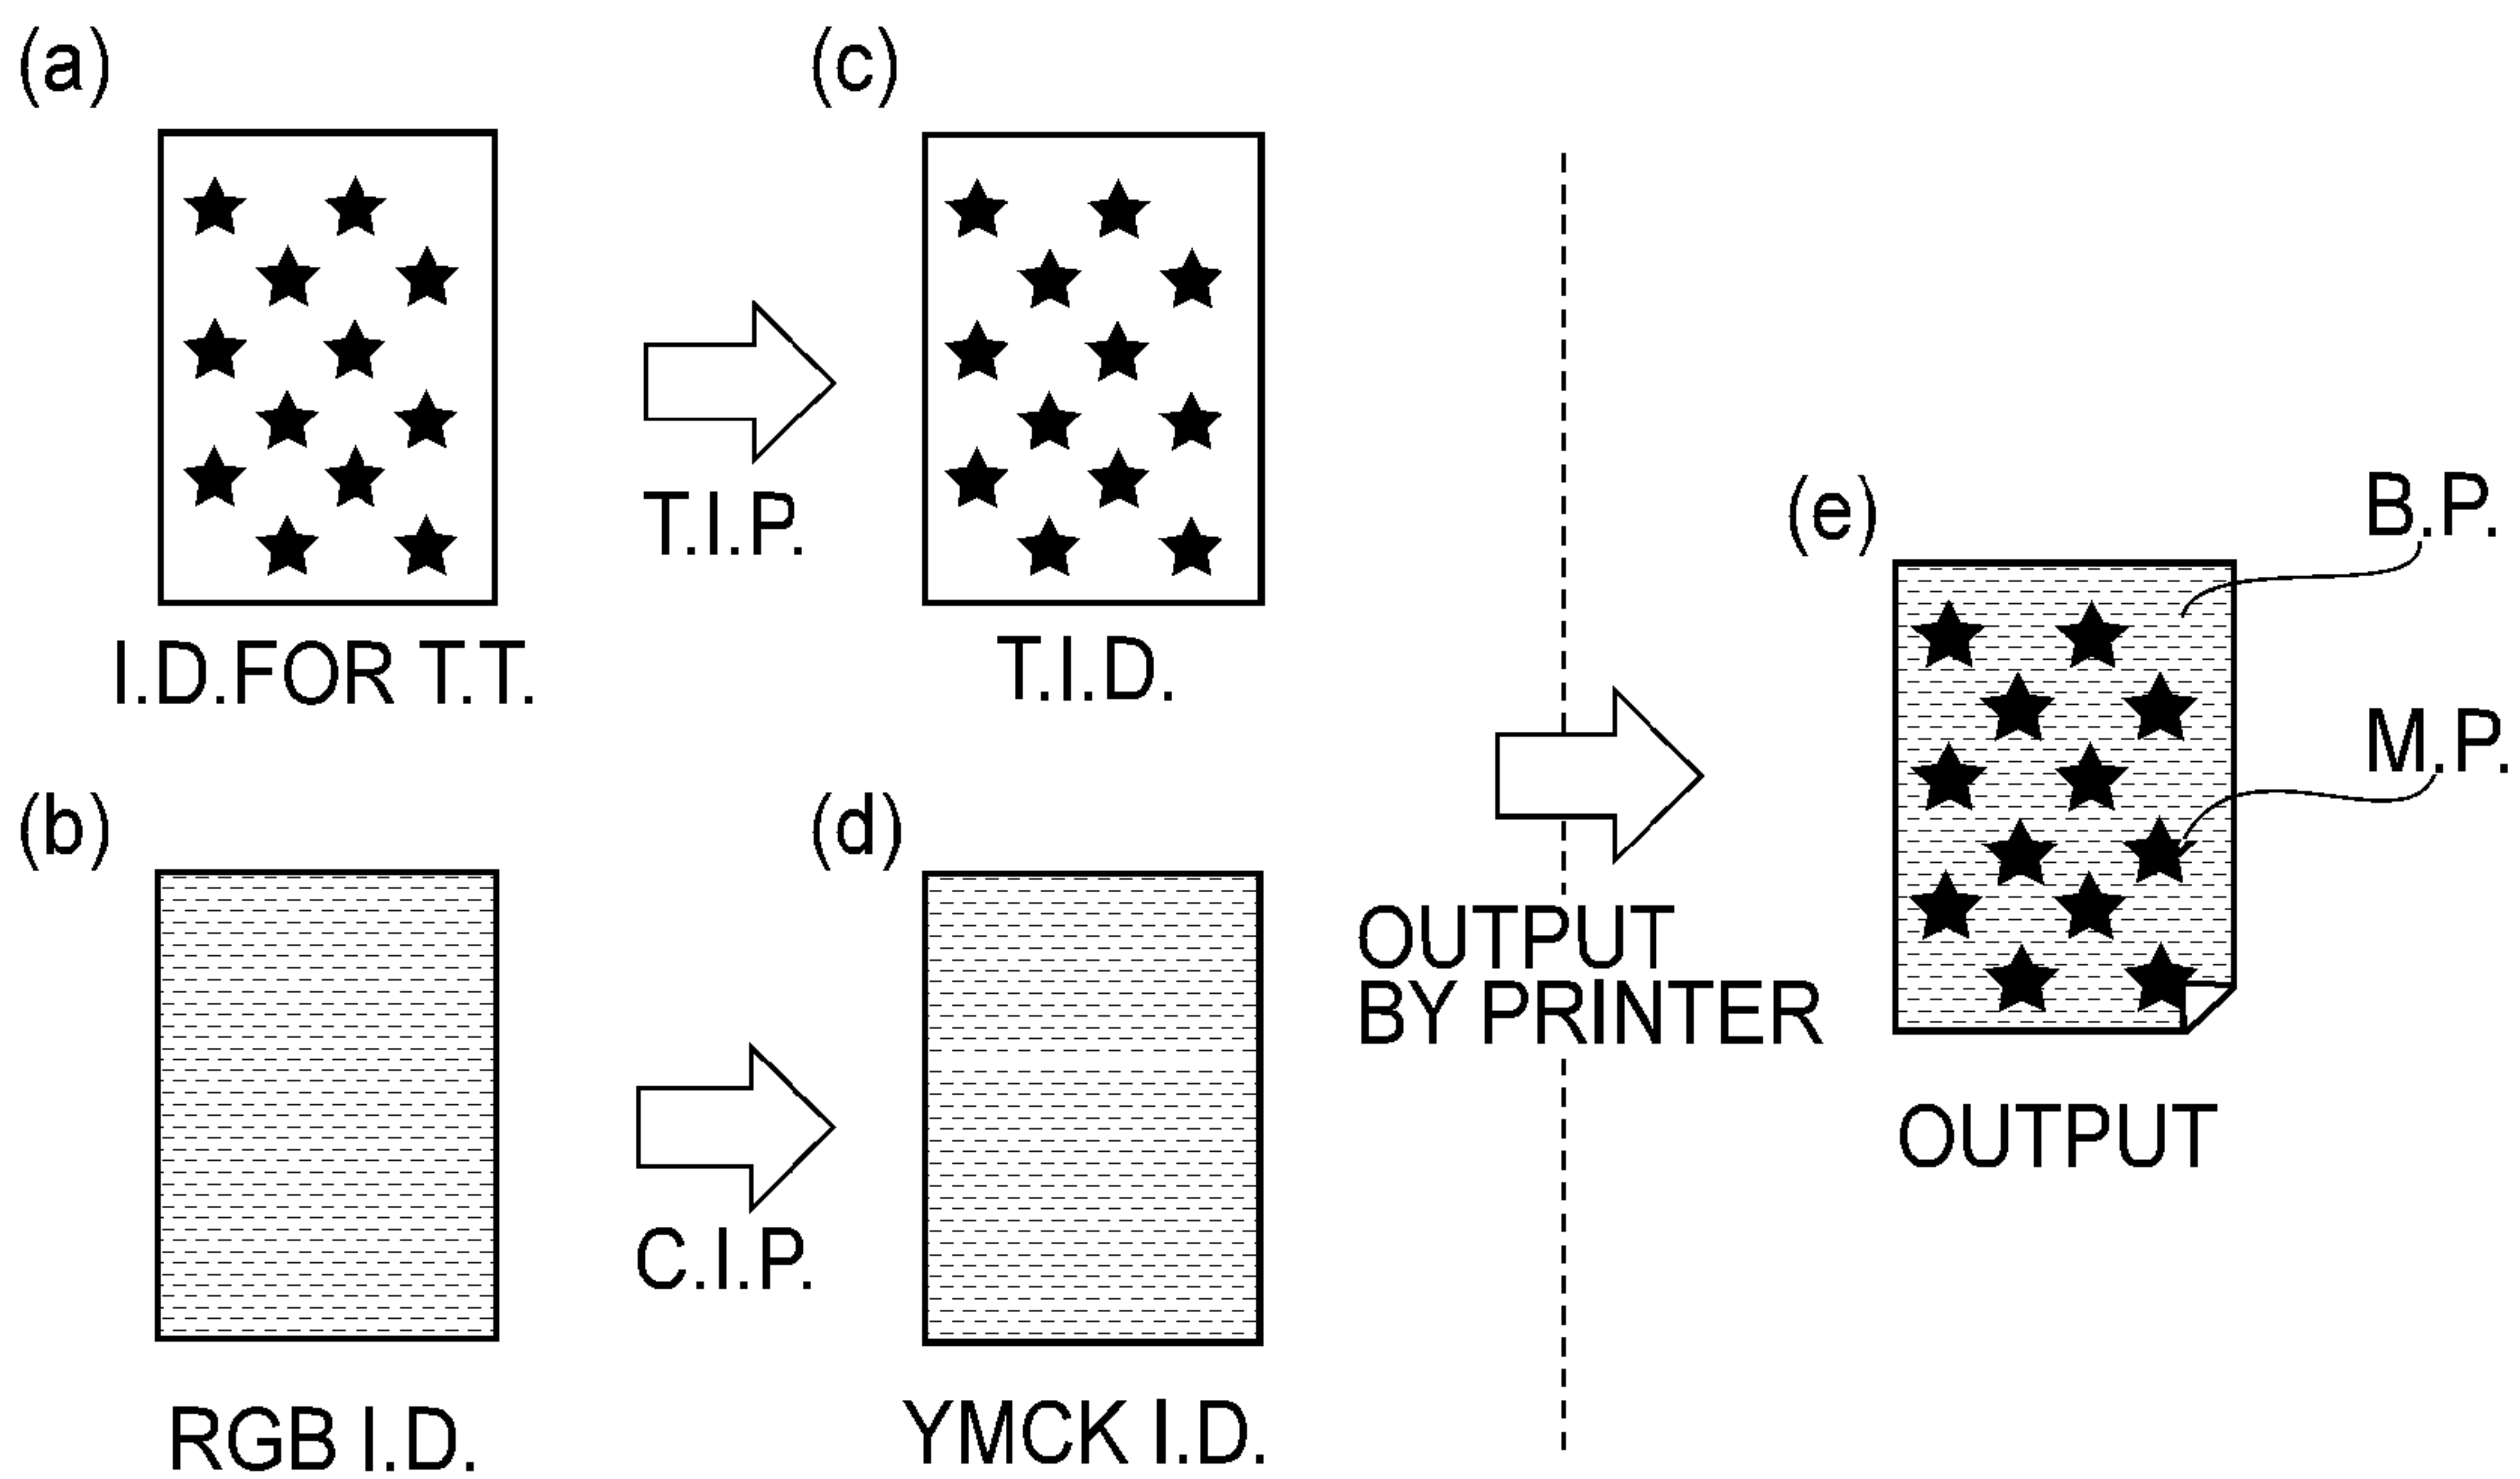 (a)
(c)
T.I.P.
I.D.FOR T.T.
T.I.D.
(e)
B.P.
M.P.
(b)
(d)
C.I.P.
OUTPUT
BY PRINTER
OUTPUT
RGB I.D.
YMCK I.D.